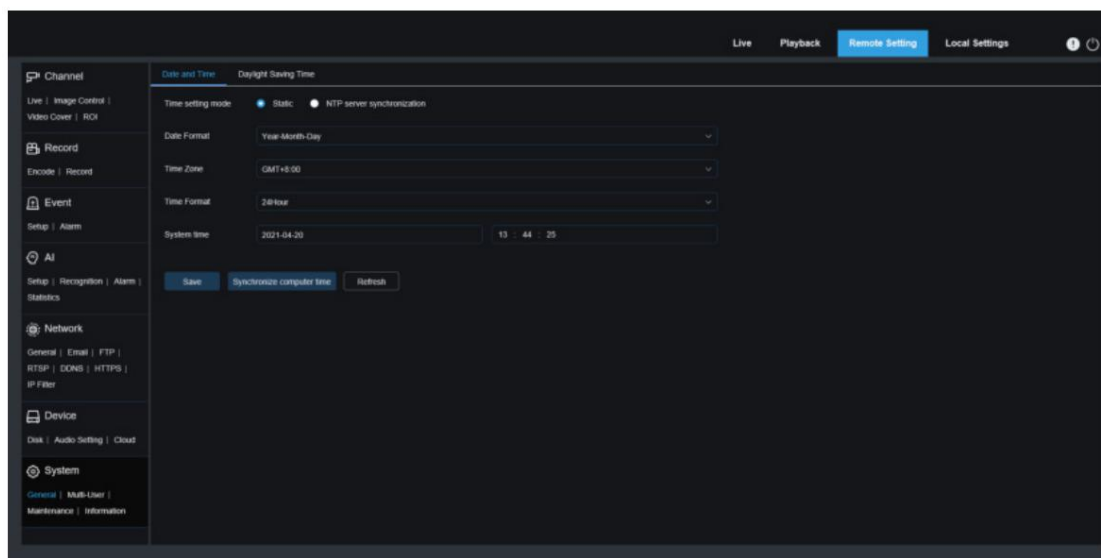 Live Playback Remote Setting Local Settings
Channel
Live | Image Control |
Video Cover | ROI
Record
Encode | Record
Event
Setup | Alarm
AI
Setup | Recognition | Alarm |
Statistics
Network
General | Email | FTP |
RTSP | DDNS | HTTPS |
IP Filter
Device
Disk | Audio Setting | Cloud
System
General | Multi-User |
Maintenance | Information
Date and Time Daylight Saving Time
Time setting mode Static NTP server synchronization
Date Format Year-Month-Day
Time Zone GMT+8:00
Time Format 24Hour
System time 2021-04-20 13 : 44 : 25
Save Synchronize computer time Refresh